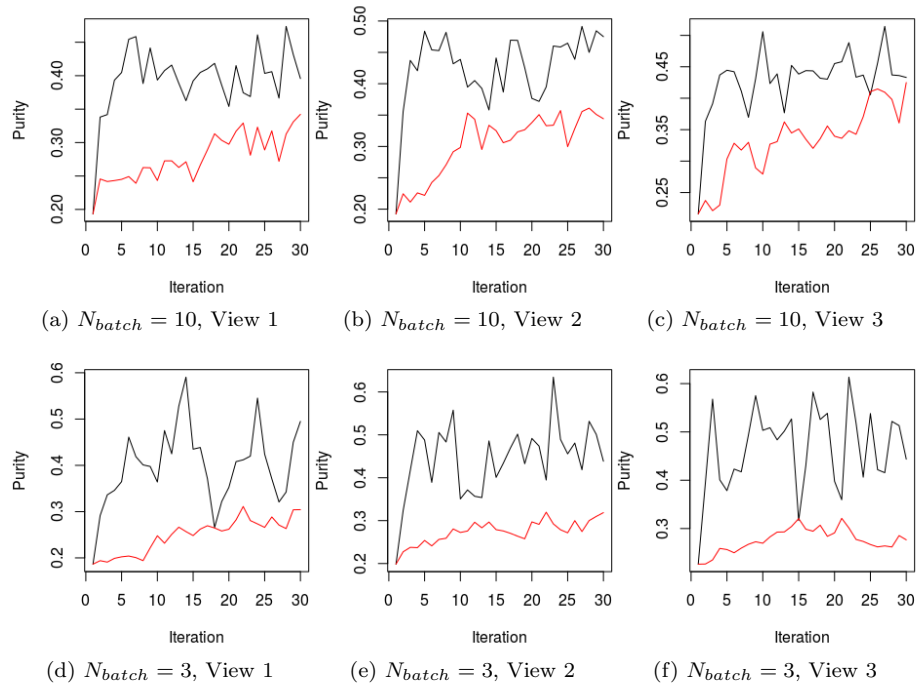 Purity
0.20 0.30 0.40
0 5 10 15 20 25 30
Iteration
(a) N_batch = 10, View 1
Purity
0.20 0.30 0.40 0.50
0 5 10 15 20 25 30
Iteration
(b) N_batch = 10, View 2
Purity
0.25 0.35 0.45
0 5 10 15 20 25 30
Iteration
(c) N_batch = 10, View 3
Purity
0.2 0.3 0.4 0.5 0.6
0 5 10 15 20 25 30
Iteration
(d) N_batch = 3, View 1
Purity
0.2 0.3 0.4 0.5 0.6
0 5 10 15 20 25 30
Iteration
(e) N_batch = 3, View 2
Purity
0.3 0.4 0.5 0.6
0 5 10 15 20 25 30
Iteration
(f) N_batch = 3, View 3